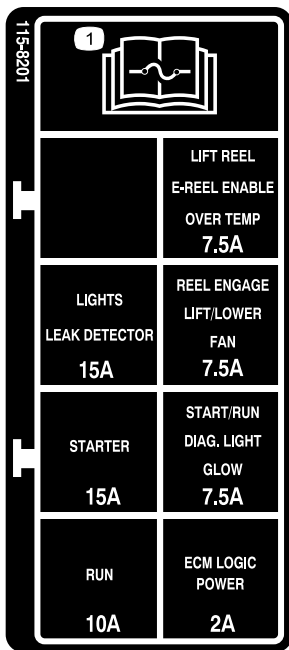 115-8201
1
LIFT REEL
E-REEL ENABLE
OVER TEMP
7.5A
LIGHTS
LEAK DETECTOR
15A
REEL ENGAGE
LIFT/LOWER
FAN
7.5A
STARTER
15A
START/RUN
DIAG. LIGHT
GLOW
7.5A
RUN
10A
ECM LOGIC
POWER
2A